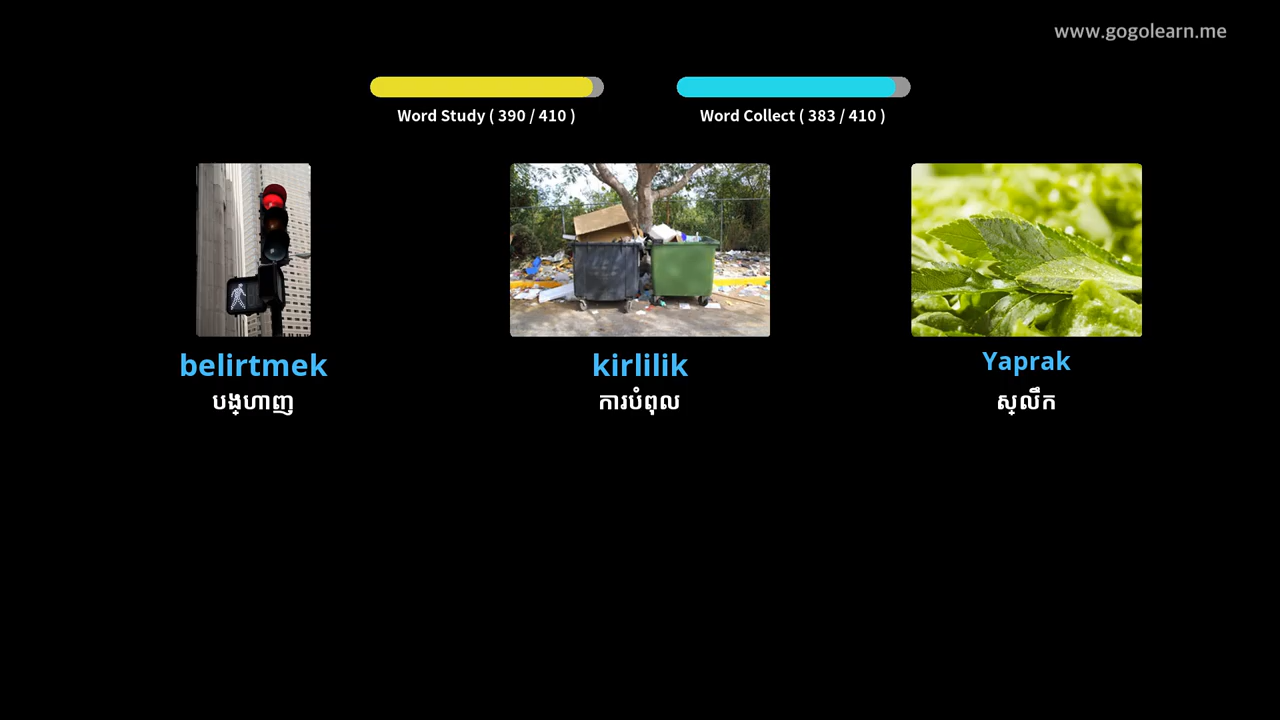 www.gogolearn.me
Word Study ( 390 / 410 )
Word Collect ( 383 / 410 )
belirtmek
kirlilik
Yaprak
បង្ហាញ
ការបំពុល
ស្លឹក